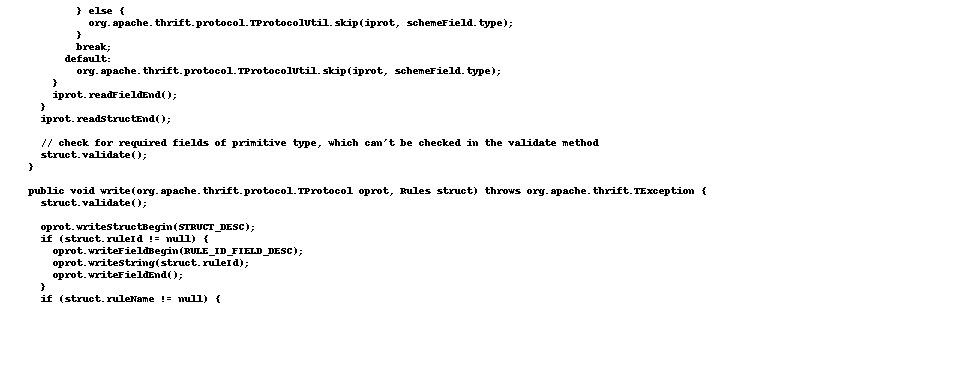 } else {
org.apache.thrift.protocol.TProtocolUtil.skip(iprot, schemeField.type);
}
break;
default:
org.apache.thrift.protocol.TProtocolUtil.skip(iprot, schemeField.type);
}
iprot.readFieldEnd();
}
iprot.readStructEnd();
// check for required fields of primitive type, which can't be checked in the validate method
struct.validate();
}
public void write(org.apache.thrift.protocol.TProtocol oprot, Rules struct) throws org.apache.thrift.TException {
struct.validate();
oprot.writeStructBegin(STRUCT_DESC);
if (struct.ruleId != null) {
oprot.writeFieldBegin(RULE_ID_FIELD_DESC);
oprot.writeString(struct.ruleId);
oprot.writeFieldEnd();
}
if (struct.ruleName != null) {